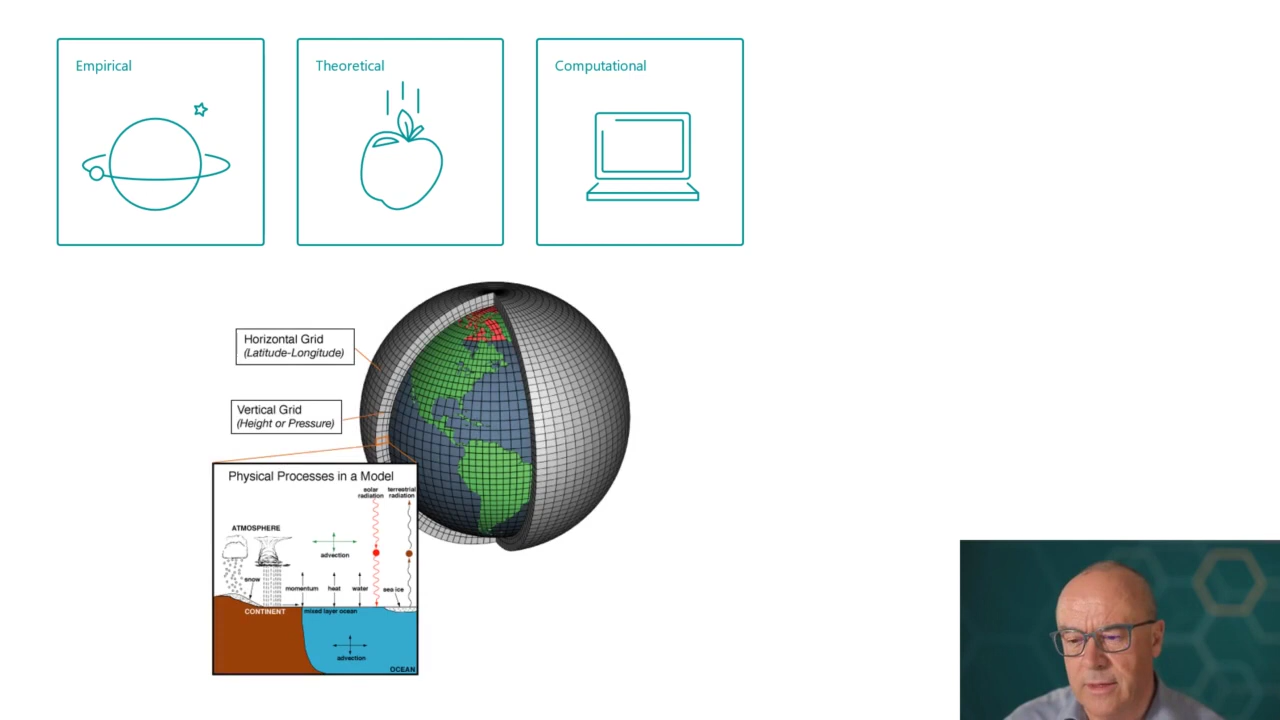 Empirical
Theoretical
Computational
Horizontal Grid
(Latitude-Longitude)
Vertical Grid
(Height or Pressure)
Physical Processes in a Model
solar
radiation
terrestrial
radiation
ATMOSPHERE
advection
snow
momentum
heat
water
sea ice
CONTINENT
mixed layer ocean
advection
OCEAN